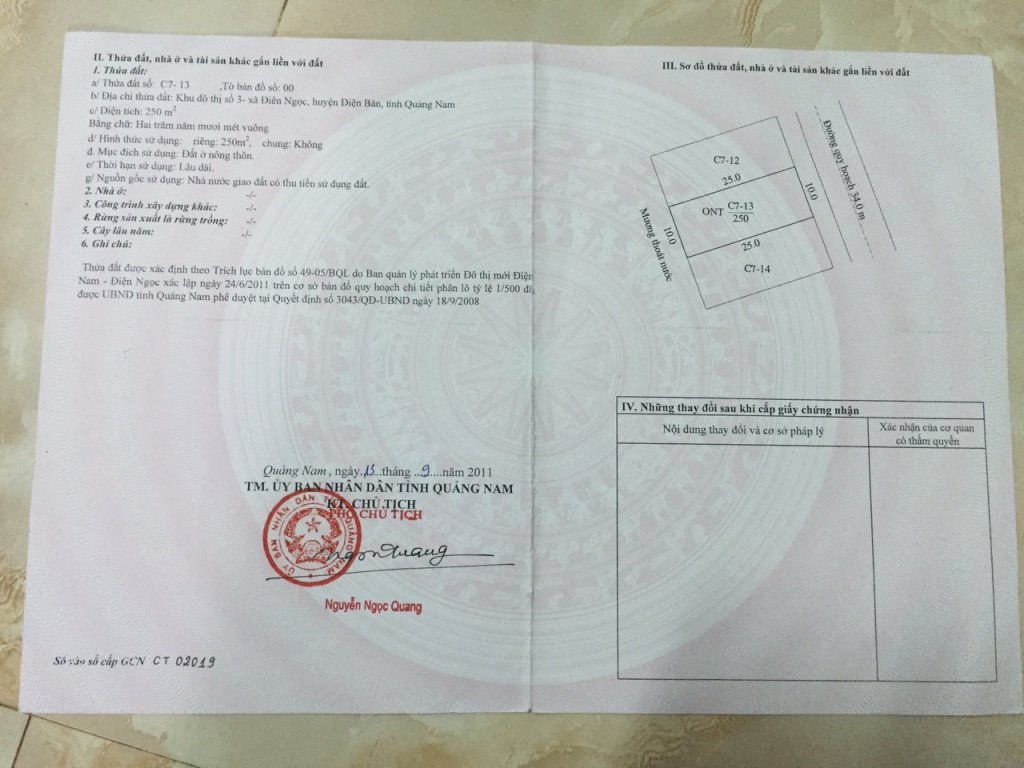 II. Thửa đất, nhà ở và tài sản khác gắn liền với đất
1. Thửa đất:
a/ Thửa đất số: C7- 13 ,Tờ bản đồ số: 00
b/ Địa chỉ thửa đất: Khu đô thị số 3- xã Điên Ngọc, huyện Điện Bàn, tỉnh Quảng Nam
c/ Diện tích: 250 m²
Bằng chữ: Hai trăm năm mươi mét vuông
d/ Hình thức sử dụng: riêng: 250m², chung: Không
đ. Mục đích sử dụng: Đất ở nông thôn.
e/ Thời hạn sử dụng: Lâu dài.
g/ Nguồn gốc sử dụng: Nhà nước giao đất có thu tiền sử dụng đất.
2. Nhà ở: -/-
3. Công trình xây dựng khác: -/-
4. Rừng sản xuất là rừng trồng: -/-
5. Cây lâu năm: -/-
6. Ghi chú:
Thửa đất được xác định theo Trích lục bản đồ số 49-05/BQL do Ban quản lý phát triển Đô thị mới Điện
Nam - Điện Ngọc xác lập ngày 24/6/2011 trên cơ sở bản đồ quy hoạch chi tiết phân lô tỷ lệ 1/500 đã
được UBND tỉnh Quảng Nam phê duyệt tại Quyết định số 3043/QĐ-UBND ngày 18/9/2008
Quảng Nam , ngày.15...tháng ..9....năm 2011
TM. ỦY BAN NHÂN DÂN TỈNH QUẢNG NAM
KT. CHỦ TỊCH
PHÓ CHỦ TỊCH
ỦY BAN NHÂN DÂN TỈNH QUẢNG NAM
Nguyễn Ngọc Quang
Số vào sổ cấp GCN CT 02019
III. Sơ đồ thửa đất, nhà ở và tài sản khác gắn liền với đất
C7-12
25.0
Đường quy hoạch 34.0 m
10.0
ONT C7-13
250
10.0
Mương thoát nước
25.0
C7-14
IV. Những thay đổi sau khi cấp giấy chứng nhận
Nội dung thay đổi và cơ sở pháp lý
Xác nhận của cơ quan
có thẩm quyền